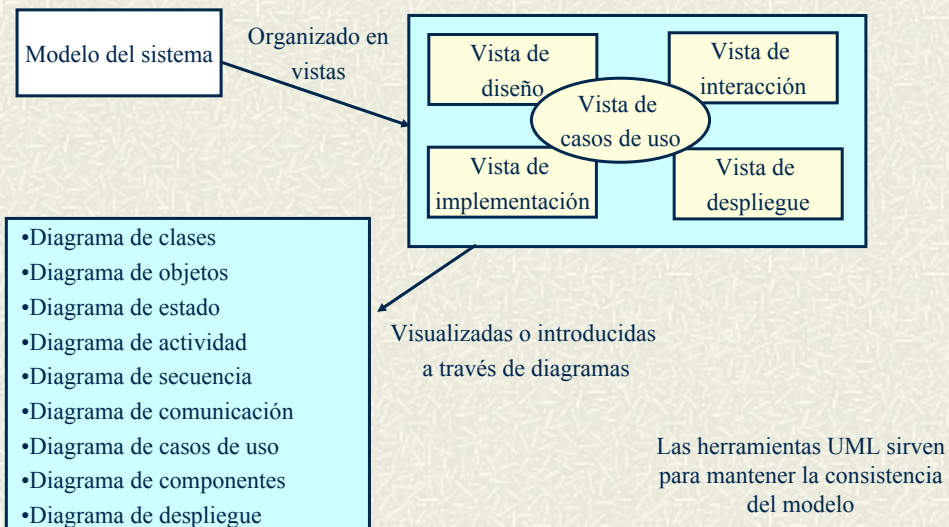 Modelo del sistema
Organizado en
vistas
Vista de
diseño
Vista de
interacción
Vista de
casos de uso
Vista de
implementación
Vista de
despliegue
•Diagrama de clases
•Diagrama de objetos
•Diagrama de estado
•Diagrama de actividad
•Diagrama de secuencia
•Diagrama de comunicación
•Diagrama de casos de uso
•Diagrama de componentes
•Diagrama de despliegue
Visualizadas o introducidas
a través de diagramas
Las herramientas UML sirven
para mantener la consistencia
del modelo